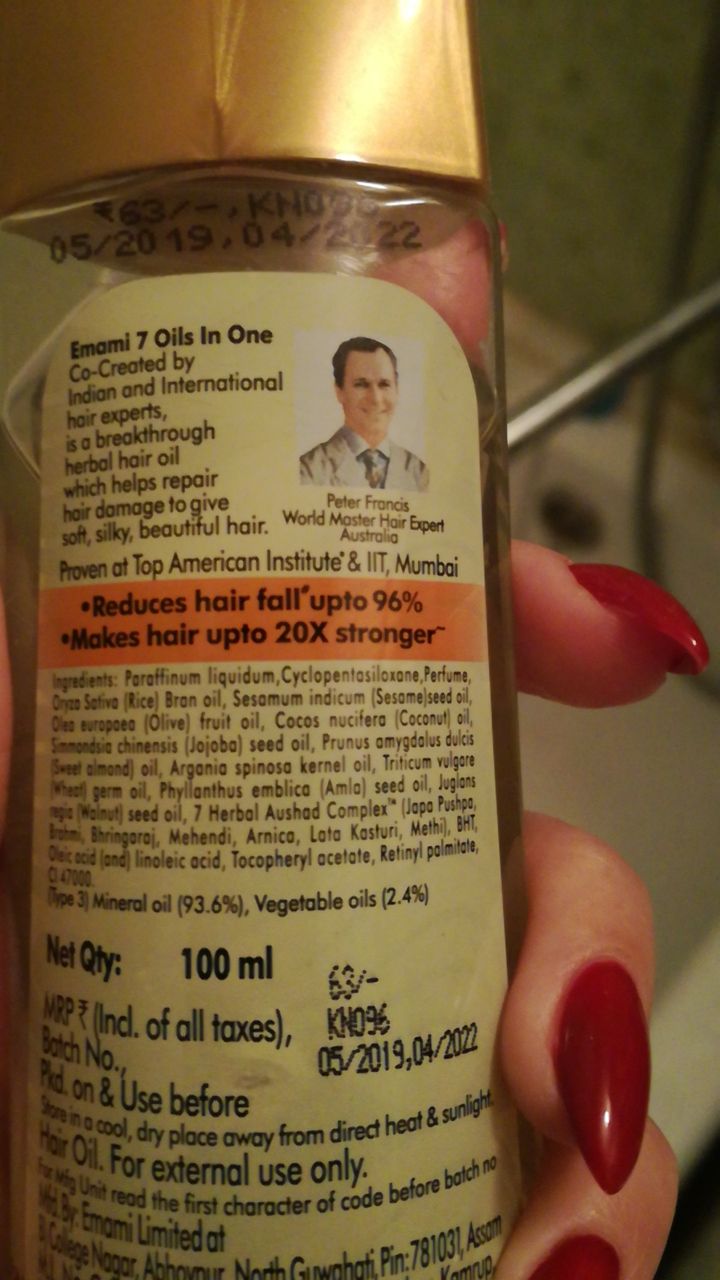 ₹63/-, KN096
05/2019, 04/2022
Emami 7 Oils In One
Co-Created by
Indian and International
hair experts,
is a breakthrough
herbal hair oil
which helps repair
hair damage to give
soft, silky, beautiful hair.
Peter Francis
World Master Hair Expert
Australia
Proven at Top American Institute* & IIT, Mumbai
•Reduces hair fall#upto 96%
•Makes hair upto 20X stronger~
Ingredients: Paraffinum liquidum,Cyclopentasiloxane,Perfume,
Oryza Sativa (Rice) Bran oil, Sesamum indicum (Sesame)seed oil,
Olea europaea (Olive) fruit oil, Cocos nucifera (Coconut) oil,
Simmondsia chinensis (Jojoba) seed oil, Prunus amygdalus dulcis
(Sweet almond) oil, Argania spinosa kernel oil, Triticum vulgare
(Wheat) germ oil, Phyllanthus emblica (Amla) seed oil, Juglans
regia (Walnut) seed oil, 7 Herbal Aushad Complex™ (Japa Pushpa,
Brahmi, Bhringaraj, Mehendi, Arnica, Lata Kasturi, Methi), BHT,
Oleic acid (and) linoleic acid, Tocopheryl acetate, Retinyl palmitate,
CI 47000.
(Type 3) Mineral oil (93.6%), Vegetable oils (2.4%)
Net Qty: 100 ml
63/-
MRP ₹ (Incl. of all taxes), KN096
Batch No., 05/2019,04/2022
Pkd. on & Use before
Store in a cool, dry place away from direct heat & sunlight.
Hair Oil. For external use only.
For Mfg Unit read the first character of code before batch no
Mfd By: Emami Limited at
College Nagar, Abhoypur, North Guwahati, Pin:781031, Assam
Kamrup,